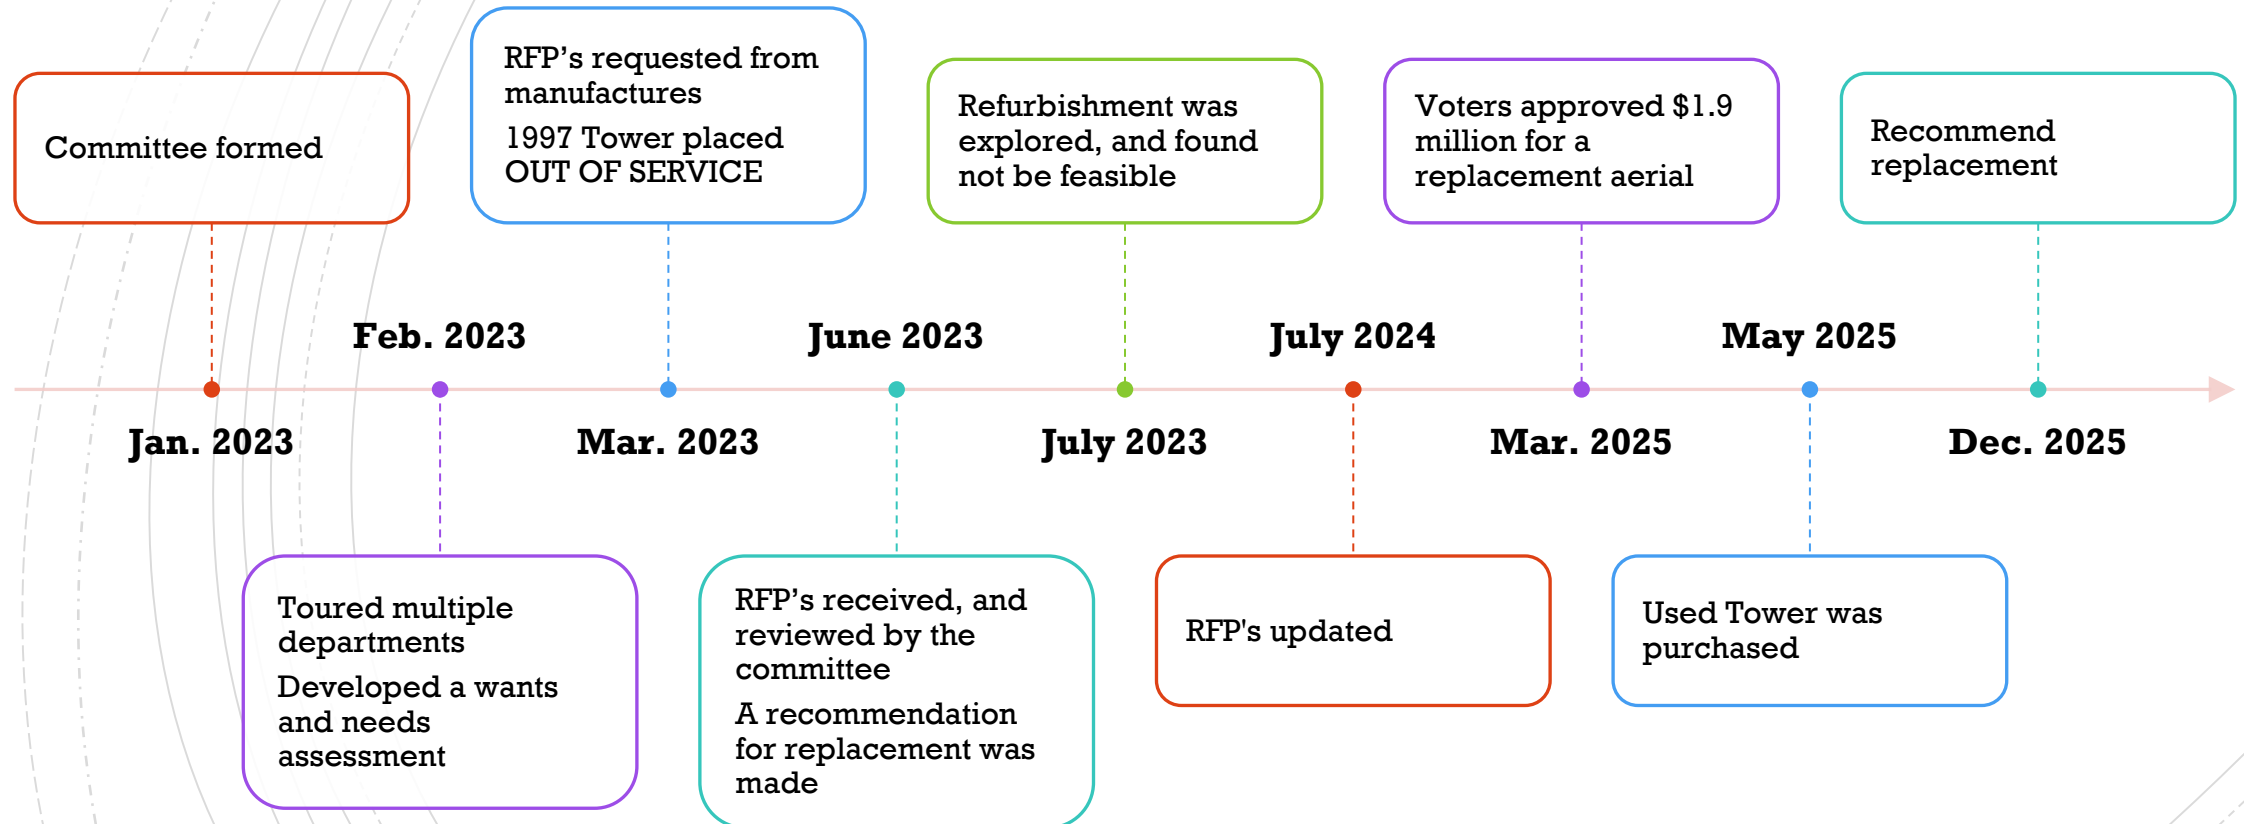 Committee formed
Jan. 2023
Feb. 2023
Toured multiple
departments
Developed a wants
and needs
assessment
RFP’s requested from
manufactures
1997 Tower placed
OUT OF SERVICE
Mar. 2023
June 2023
RFP’s received, and
reviewed by the
committee
A recommendation
for replacement was
made
Refurbishment was
explored, and found
not be feasible
July 2023
July 2024
RFP's updated
Voters approved $1.9
million for a
replacement aerial
Mar. 2025
May 2025
Used Tower was
purchased
Recommend
replacement
Dec. 2025